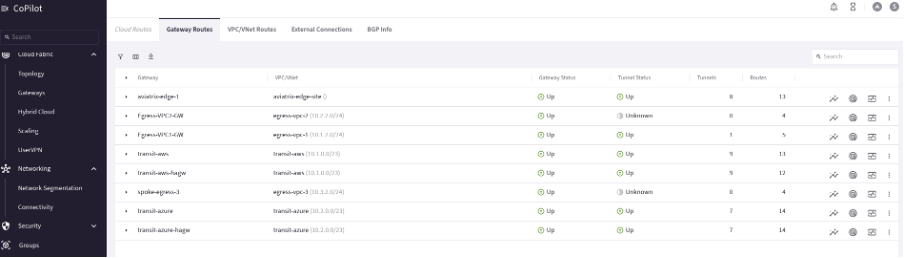 CoPilot
Search
Cloud Fabric
Topology
Gateways
Hybrid Cloud
Scaling
UserVPN
Networking
Network Segmentation
Connectivity
Security
Groups
Cloud Routes Gateway Routes VPC/VNet Routes External Connections BGP Info
Search
Gateway VPC/VNet Gateway Status Tunnel Status Tunnels Routes
aviatrix-edge-1 aviatrix-edge-site () Up Up 8 13
Egress-VPC2-GW egress-vpc2 (10.2.2.0/24) Up Unknown 0 4
Egress-VPC1-GW egress-vpc-1 (10.1.2.0/24) Up Up 1 5
transit-aws transit-aws (10.1.0.0/23) Up Up 9 13
transit-aws-hagw transit-aws (10.1.0.0/23) Up Up 9 12
spoke-egress-3 egress-vpc-3 (10.3.2.0/24) Up Unknown 0 4
transit-azure transit-azure (10.2.0.0/23) Up Up 7 14
transit-azure-hagw transit-azure (10.2.0.0/23) Up Up 7 14